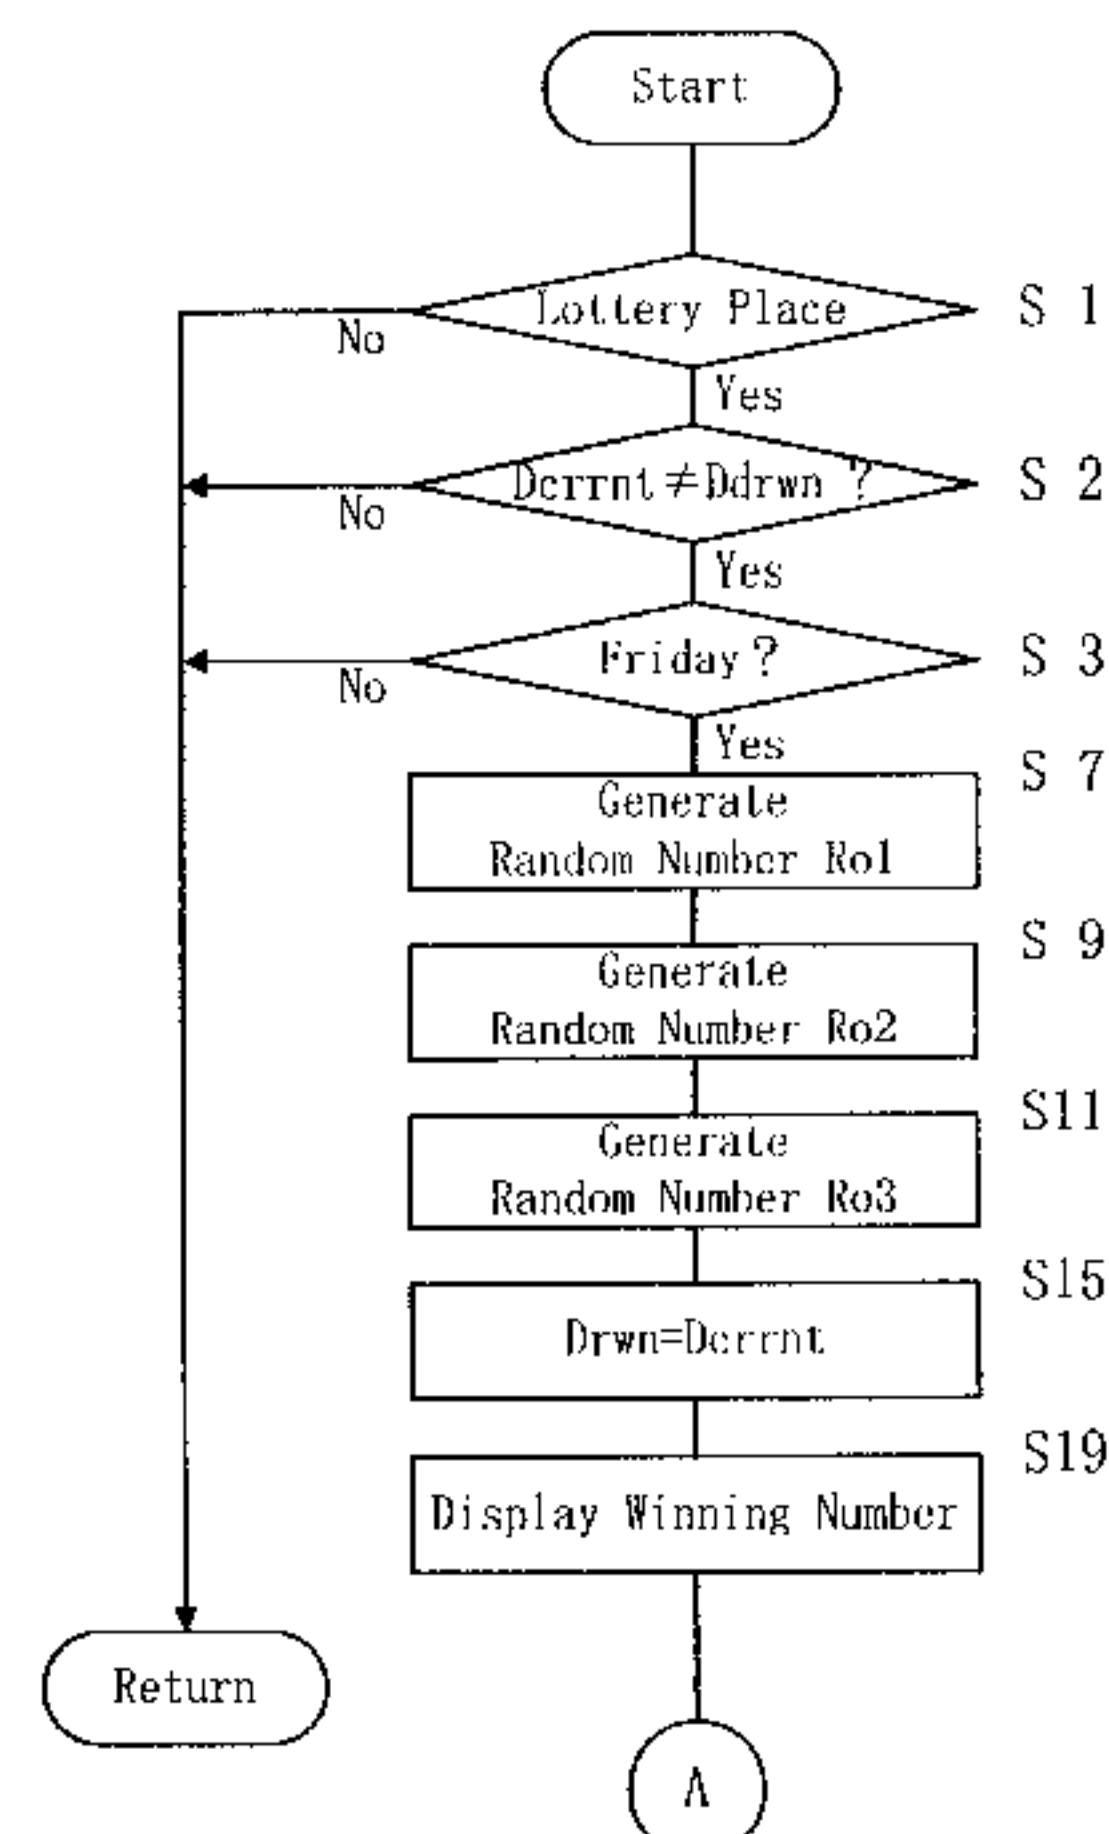 Start
Lottery Place
S 1
No
Yes
Dcrrnt≠Ddrwn ?
S 2
No
Yes
Friday?
S 3
No
Yes
S 7
Generate
Random Number Ro1
S 9
Generate
Random Number Ro2
S11
Generate
Random Number Ro3
S15
Drwn=Dcrrnt
S19
Display Winning Number
Return
A